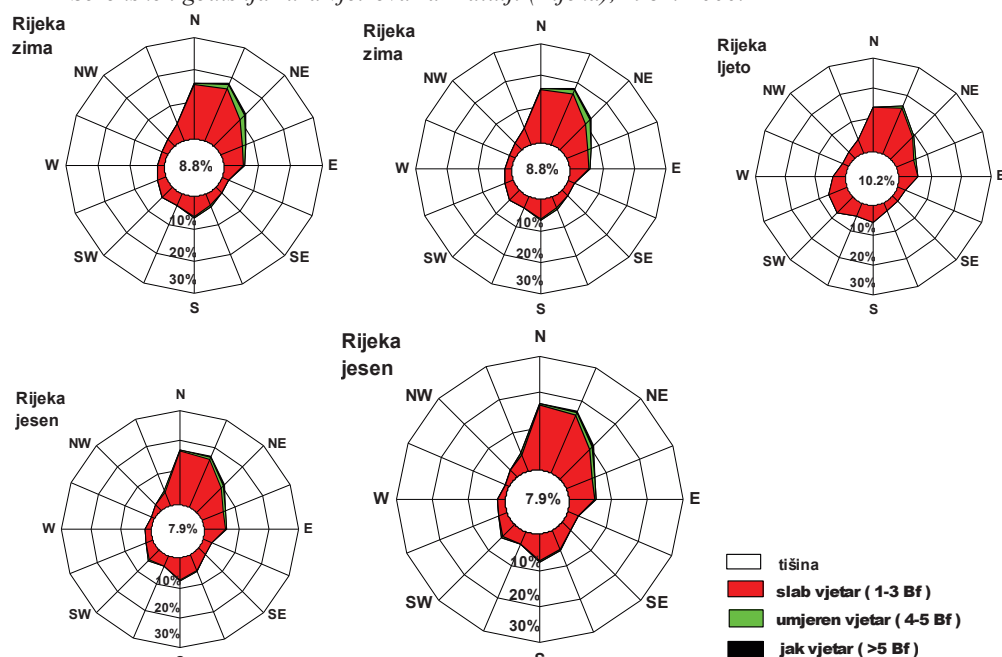 Rijeka
zima
N
NE
E
SE
S
SW
W
NW
8.8%
10%
20%
30%
Rijeka
zima
N
NE
E
SE
S
SW
W
NW
8.8%
10%
20%
30%
Rijeka
ljeto
N
NE
E
SE
S
SW
W
NW
10.2%
10%
20%
30%
Rijeka
jesen
N
NE
E
SE
SW
W
NW
7.9%
10%
20%
30%
Rijeka
jesen
N
NE
E
SE
SW
W
NW
7.9%
10%
20%
30%
tišina
slab vjetar ( 1-3 Bf )
umjeren vjetar ( 4-5 Bf )
jak vjetar ( >5 Bf )